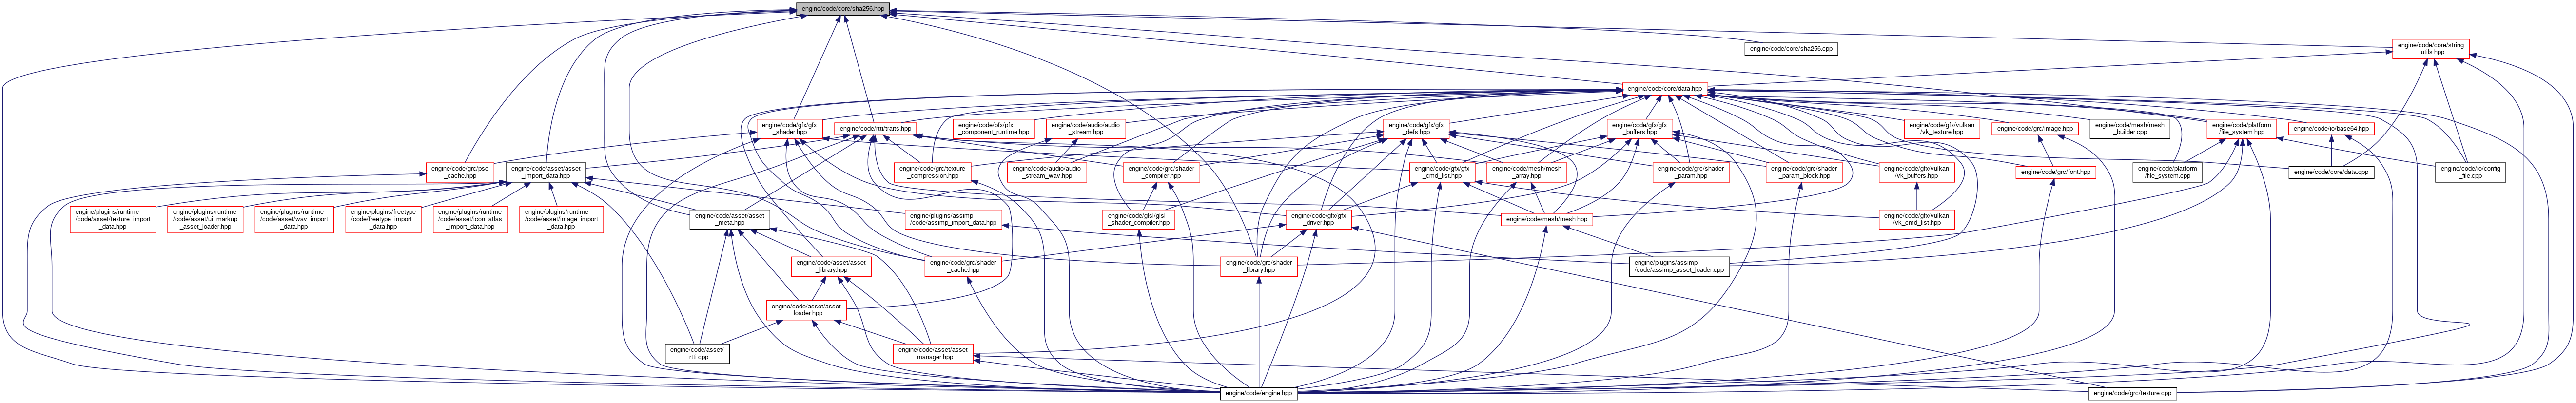 engine/code/core/sha256.hpp
engine/code/core/sha256.cpp
engine/code/core/string
_utils.hpp
engine/code/core/data.hpp
engine/code/gfx/gfx
_shader.hpp
engine/code/rtti/traits.hpp
engine/code/pfx/pfx
_component_runtime.hpp
engine/code/audio/audio
_stream.hpp
engine/code/gfx/gfx
_defs.hpp
engine/code/gfx/gfx
_buffers.hpp
engine/code/gfx/vulkan
/vk_texture.hpp
engine/code/grc/image.hpp
engine/code/mesh/mesh
_builder.cpp
engine/code/platform
/file_system.hpp
engine/code/io/base64.hpp
engine/code/grc/pso
_cache.hpp
engine/code/asset/asset
_import_data.hpp
engine/code/grc/texture
_compression.hpp
engine/code/audio/audio
_stream_wav.hpp
engine/code/grc/shader
_compiler.hpp
engine/code/gfx/gfx
_cmd_list.hpp
engine/code/mesh/mesh
_array.hpp
engine/code/grc/shader
_param.hpp
engine/code/grc/shader
_param_block.hpp
engine/code/gfx/vulkan
/vk_buffers.hpp
engine/code/grc/font.hpp
engine/code/platform
/file_system.cpp
engine/code/core/data.cpp
engine/code/io/config
_file.cpp
engine/plugins/runtime
/code/asset/texture_import
_data.hpp
engine/plugins/runtime
/code/asset/ui_markup
_asset_loader.hpp
engine/plugins/runtime
/code/asset/wav_import
_data.hpp
engine/plugins/freetype
/code/freetype_import
_data.hpp
engine/plugins/runtime
/code/asset/icon_atlas
_import_data.hpp
engine/plugins/runtime
/code/asset/image_import
_data.hpp
engine/code/asset/asset
_meta.hpp
engine/plugins/assimp
/code/assimp_import_data.hpp
engine/code/glsl/glsl
_shader_compiler.hpp
engine/code/gfx/gfx
_driver.hpp
engine/code/mesh/mesh.hpp
engine/code/gfx/vulkan
/vk_cmd_list.hpp
engine/code/asset/asset
_library.hpp
engine/code/grc/shader
_cache.hpp
engine/code/grc/shader
_library.hpp
engine/plugins/assimp
/code/assimp_asset_loader.cpp
engine/code/asset/asset
_loader.hpp
engine/code/asset/
_rtti.cpp
engine/code/asset/asset
_manager.hpp
engine/code/engine.hpp
engine/code/grc/texture.cpp